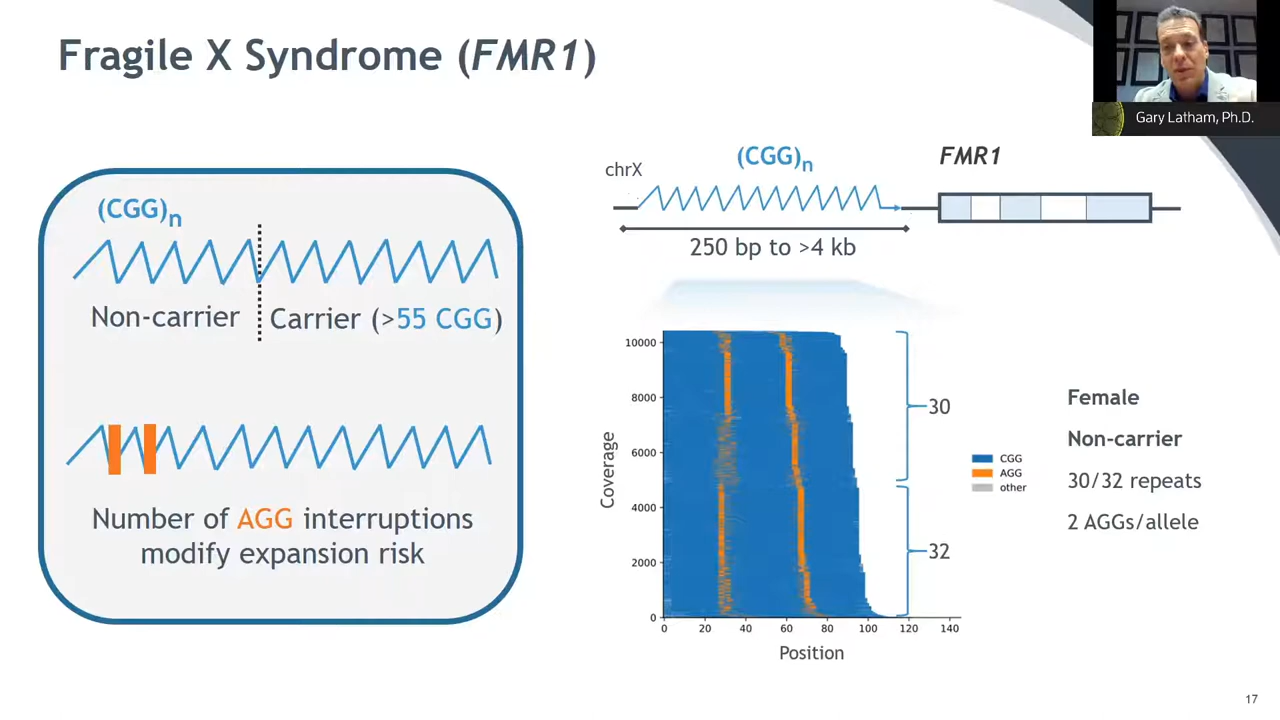 Fragile X Syndrome (FMR1)
Gary Latham, Ph.D.
(CGG)n
Non-carrier
Carrier (>55 CGG)
Number of AGG interruptions
modify expansion risk
chrX
(CGG)n
FMR1
250 bp to >4 kb
Coverage
10000
8000
6000
4000
2000
0
0
20
40
60
80
100
120
140
Position
30
32
CGG
AGG
other
Female
Non-carrier
30/32 repeats
2 AGGs/allele
17